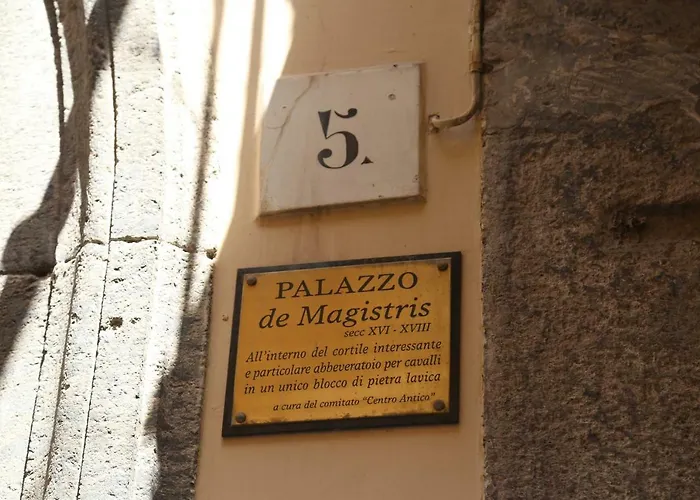 5.
PALAZZO
de Magistris
secc XVI - XVIII
All'interno del cortile interessante
e particolare abbeveratoio per cavalli
in un unico blocco di pietra lavica
a cura del comitato "Centro Antico"